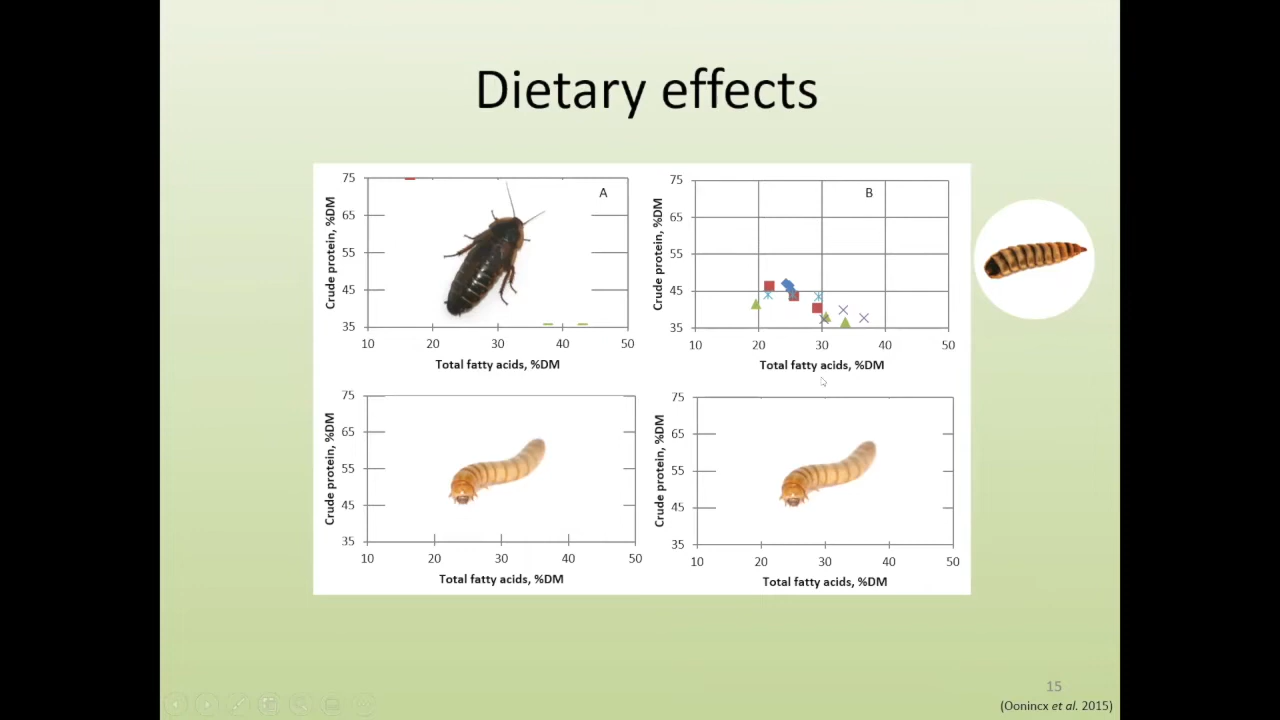 Dietary effects
75
65
55
45
35
Crude protein, %DM
A
10 20 30 40 50
Total fatty acids, %DM
75
65
55
45
35
Crude protein, %DM
B
10 20 30 40 50
Total fatty acids, %DM
75
65
55
45
35
Crude protein, %DM
10 20 30 40 50
Total fatty acids, %DM
75
65
55
45
35
Crude protein, %DM
10 20 30 40 50
Total fatty acids, %DM
15
(Oonincx et al. 2015)